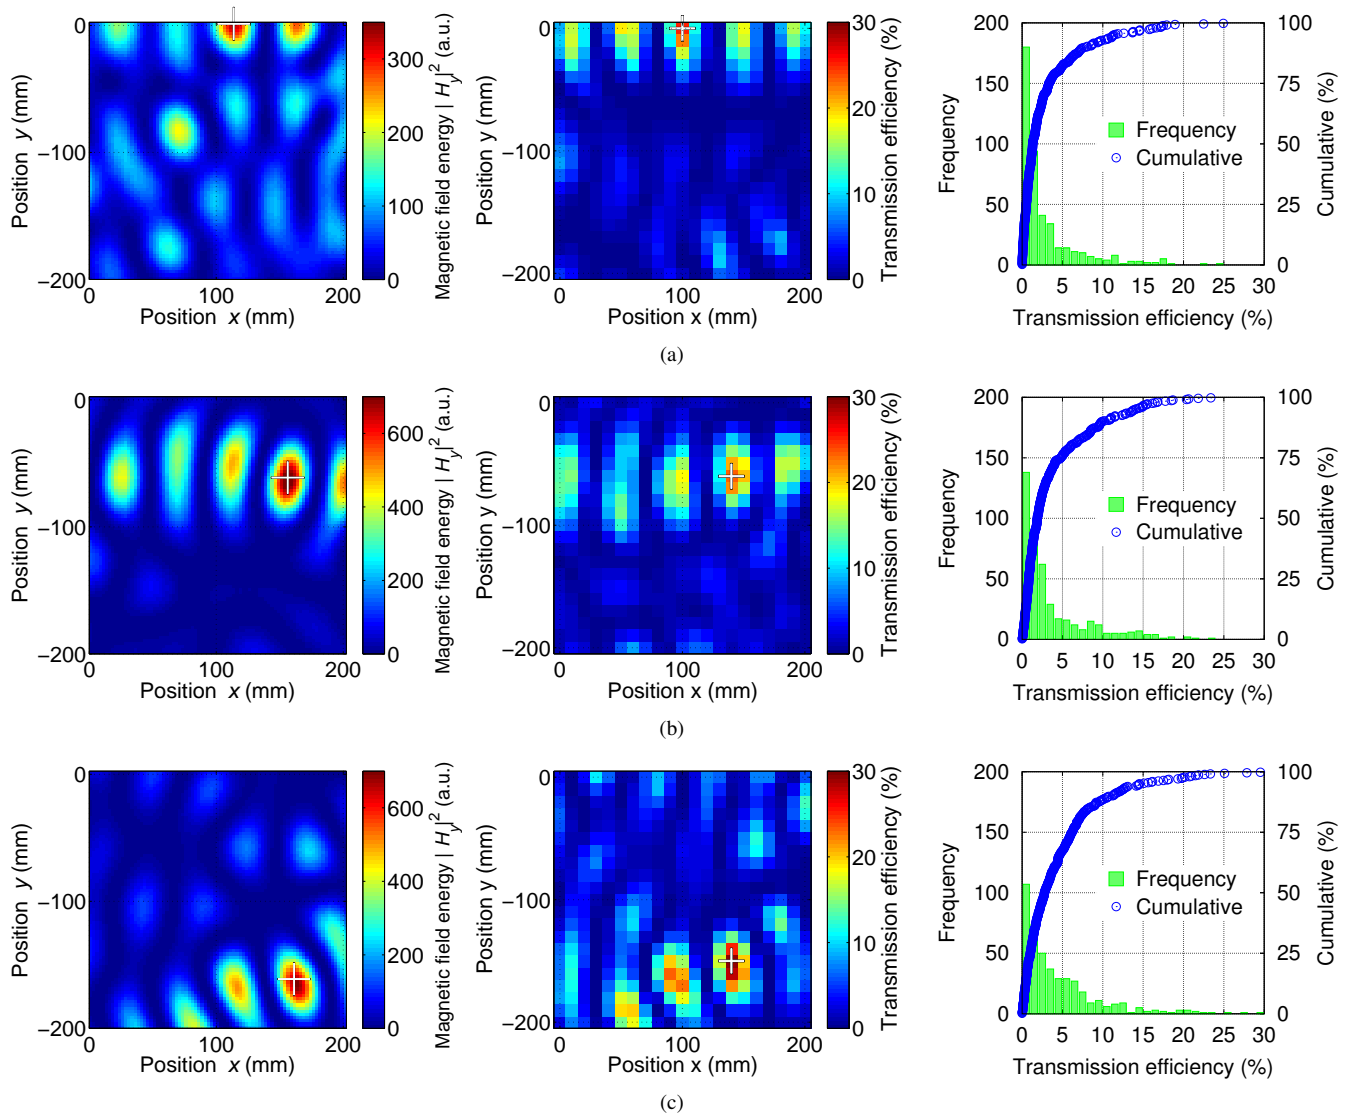 0
−100
−200
0
100
200
Position y (mm)
Position x (mm)
300
200
100
0
Magnetic field energy | Hy|2 (a.u.)
0
−100
−200
0
100
200
Position y (mm)
Position x (mm)
30
20
10
0
Transmission efficiency (%)
200
150
100
50
0
Frequency
Frequency
Cumulative
100
75
50
25
0
Cumulative (%)
0 5 10 15 20 25 30
Transmission efficiency (%)
(a)
0
−100
−200
0
100
200
Position y (mm)
Position x (mm)
600
400
200
0
Magnetic field energy | Hy|2 (a.u.)
0
−100
−200
0
100
200
Position y (mm)
Position x (mm)
30
20
10
0
Transmission efficiency (%)
200
150
100
50
0
Frequency
Frequency
Cumulative
100
75
50
25
0
Cumulative (%)
0 5 10 15 20 25 30
Transmission efficiency (%)
(b)
0
−100
−200
0
100
200
Position y (mm)
Position x (mm)
600
400
200
0
Magnetic field energy | Hy|2 (a.u.)
0
−100
−200
0
100
200
Position y (mm)
Position x (mm)
30
20
10
0
Transmission efficiency (%)
200
150
100
50
0
Frequency
Frequency
Cumulative
100
75
50
25
0
Cumulative (%)
0 5 10 15 20 25 30
Transmission efficiency (%)
(c)